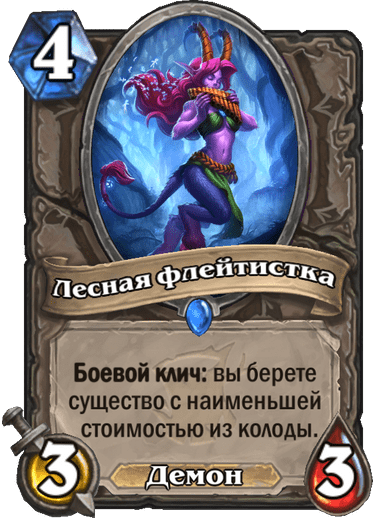 4
Лесная флейтистка
Боевой клич: вы берете
существо с наименьшей
стоимостью из колоды.
3
Демон
3